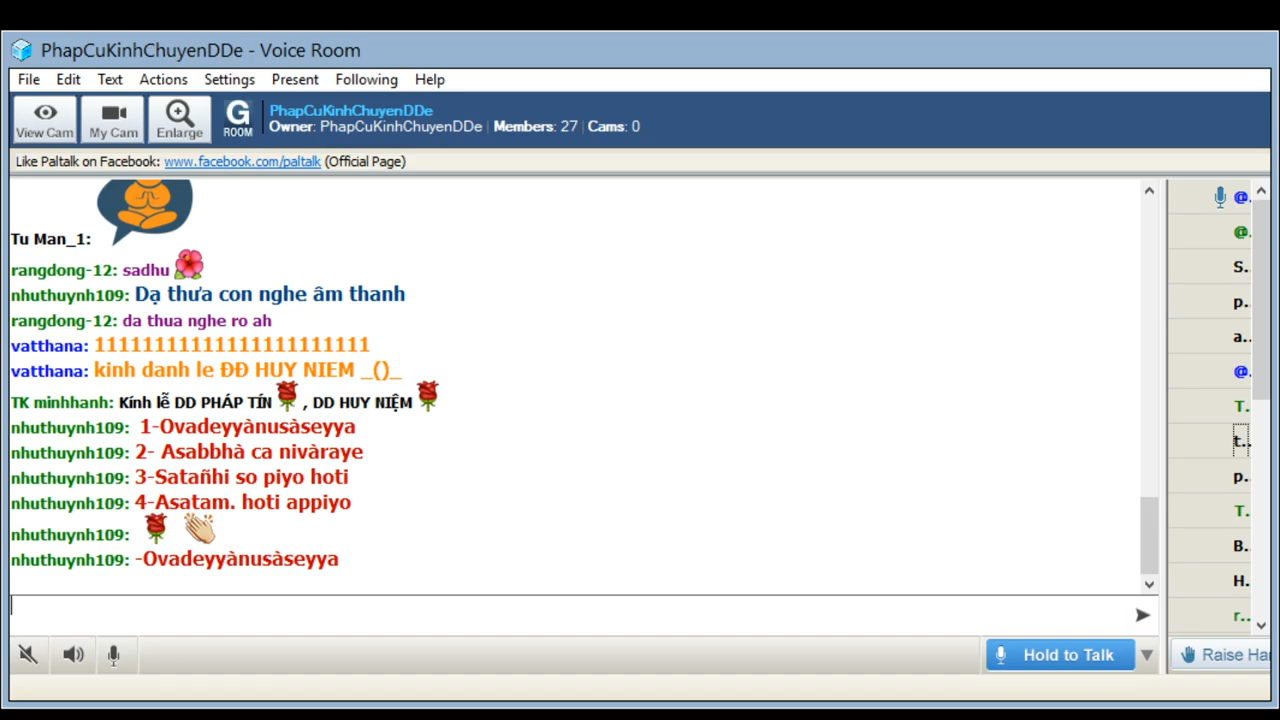 PhapCuKinhChuyenDDe - Voice Room
File Edit Text Actions Settings Present Following Help
View Cam
My Cam
Enlarge
G ROOM
PhapCuKinhChuyenDDe
Owner: PhapCuKinhChuyenDDe | Members: 27 | Cams: 0
Like Paltalk on Facebook: www.facebook.com/paltalk (Official Page)
Tu Man_1:
rangdong-12: sadhu
nhuthuynh109: Dạ thưa con nghe âm thanh
rangdong-12: da thua nghe ro ah
vatthana: 11111111111111111111111
vatthana: kinh danh le ĐĐ HUY NIEM _()_
TK minhhanh: Kính lễ DD PHÁP TÍN , DD HUY NIỆM
nhuthuynh109: 1-Ovadeyyànusàseyya
nhuthuynh109: 2- Asabbhà ca nivàraye
nhuthuynh109: 3-Satañhi so piyo hoti
nhuthuynh109: 4-Asatam. hoti appiyo
nhuthuynh109:
nhuthuynh109: -Ovadeyyànusàseyya
@.
@.
S.
p.
a..
@.
T.
t..
p.
T.
B.
H.
r..
Hold to Talk
Raise Han